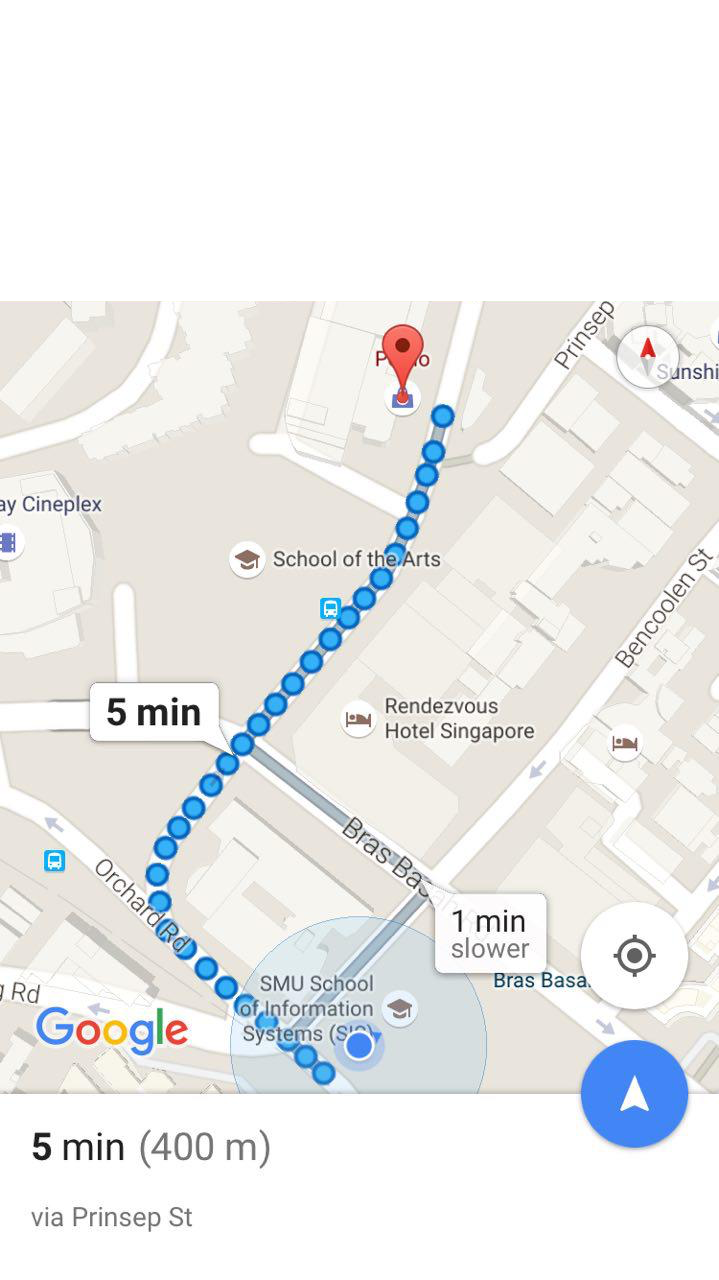 Prinsep
Sunshi
ay Cineplex
School of the Arts
Bencoolen St
5 min
Rendezvous
Hotel Singapore
Bras Basah
Orchard Rd
1 min
slower
SMU School
of Information
Systems (SIS)
Bras Basa
g Rd
Google
5 min (400 m)
via Prinsep St